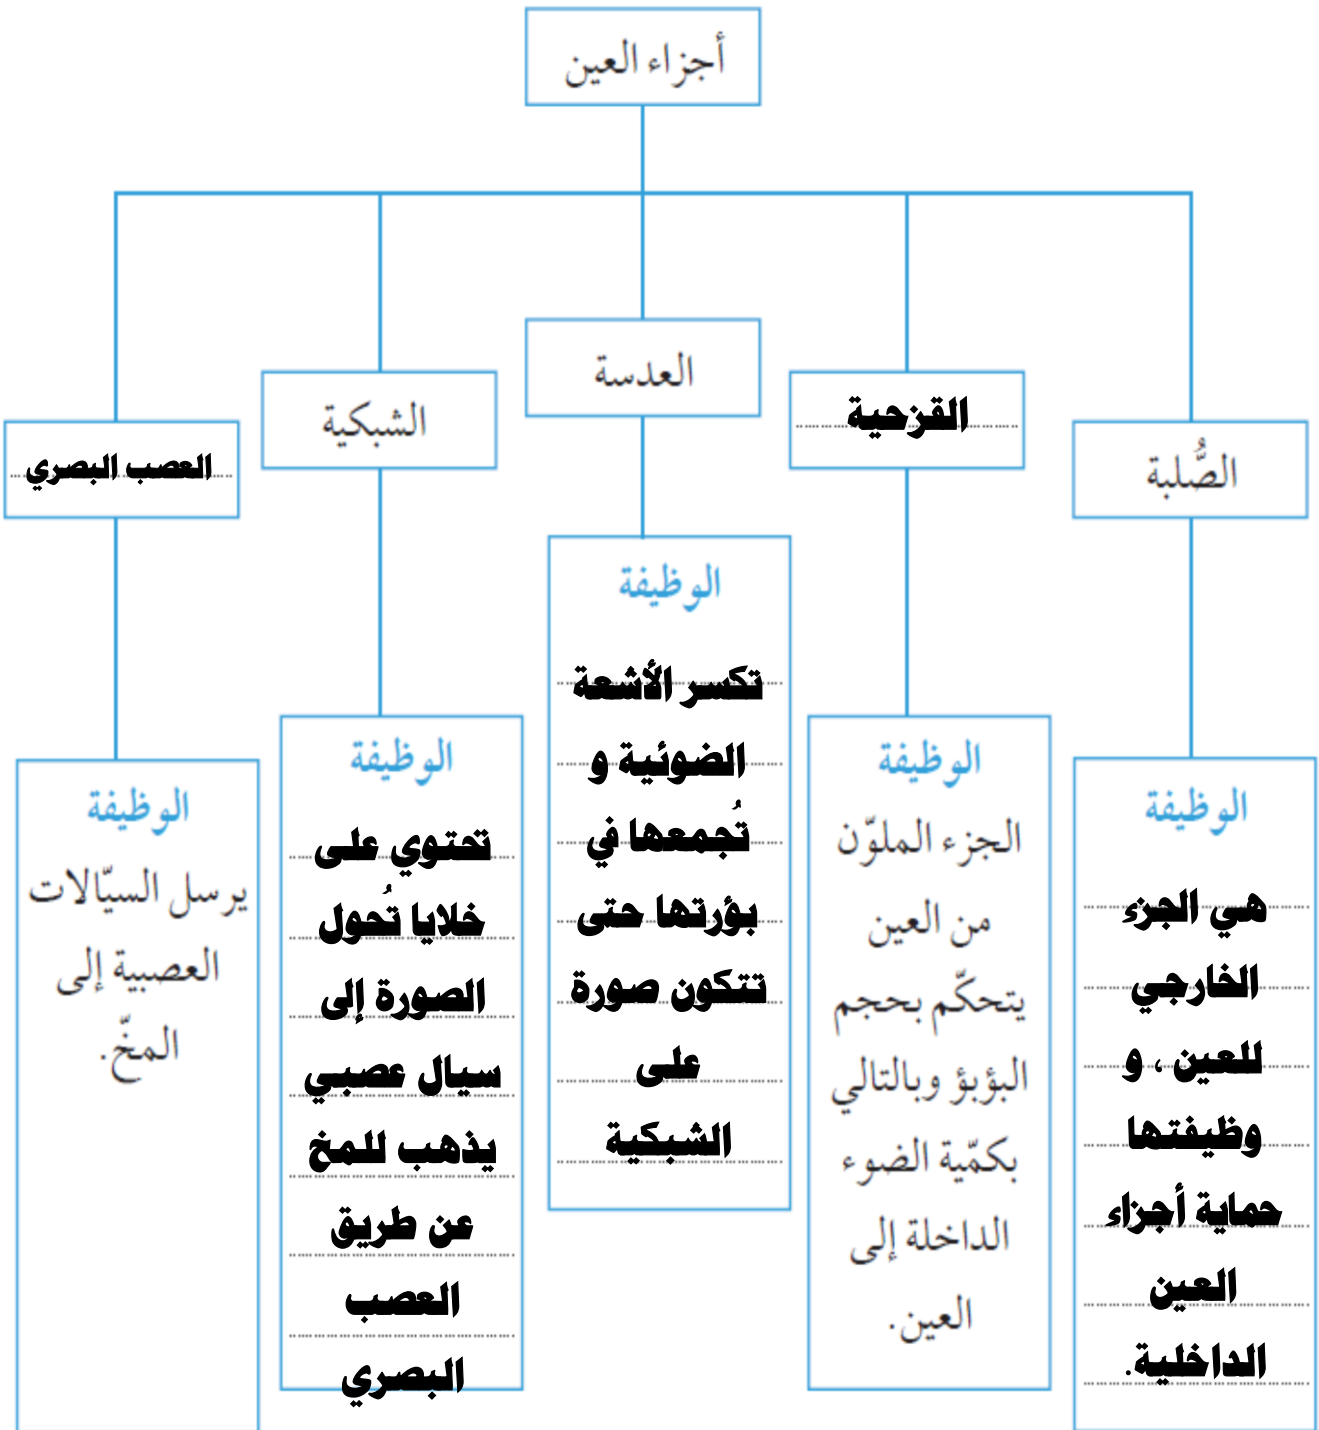 أجزاء العين
الصُّلبة
الوظيفة
هي الجزء
الخارجي
للعين ، و
وظيفتها
حماية أجزاء
العين
الداخلية.
القزحية
الوظيفة
الجزء الملوّن
من العين
يتحكّم بحجم
البؤبؤ وبالتالي
بكمّية الضوء
الداخلة إلى
العين.
العدسة
الوظيفة
تكسر الأشعة
الضوئية و
تُجمعها في
بؤرتها حتى
تتكون صورة
على
الشبكية
الشبكية
الوظيفة
تحتوي على
خلايا تُحول
الصورة إلى
سيال عصبي
يذهب للمخ
عن طريق
العصب
البصري
العصب البصري
الوظيفة
يرسل السيّالات
العصبية إلى
المخّ.